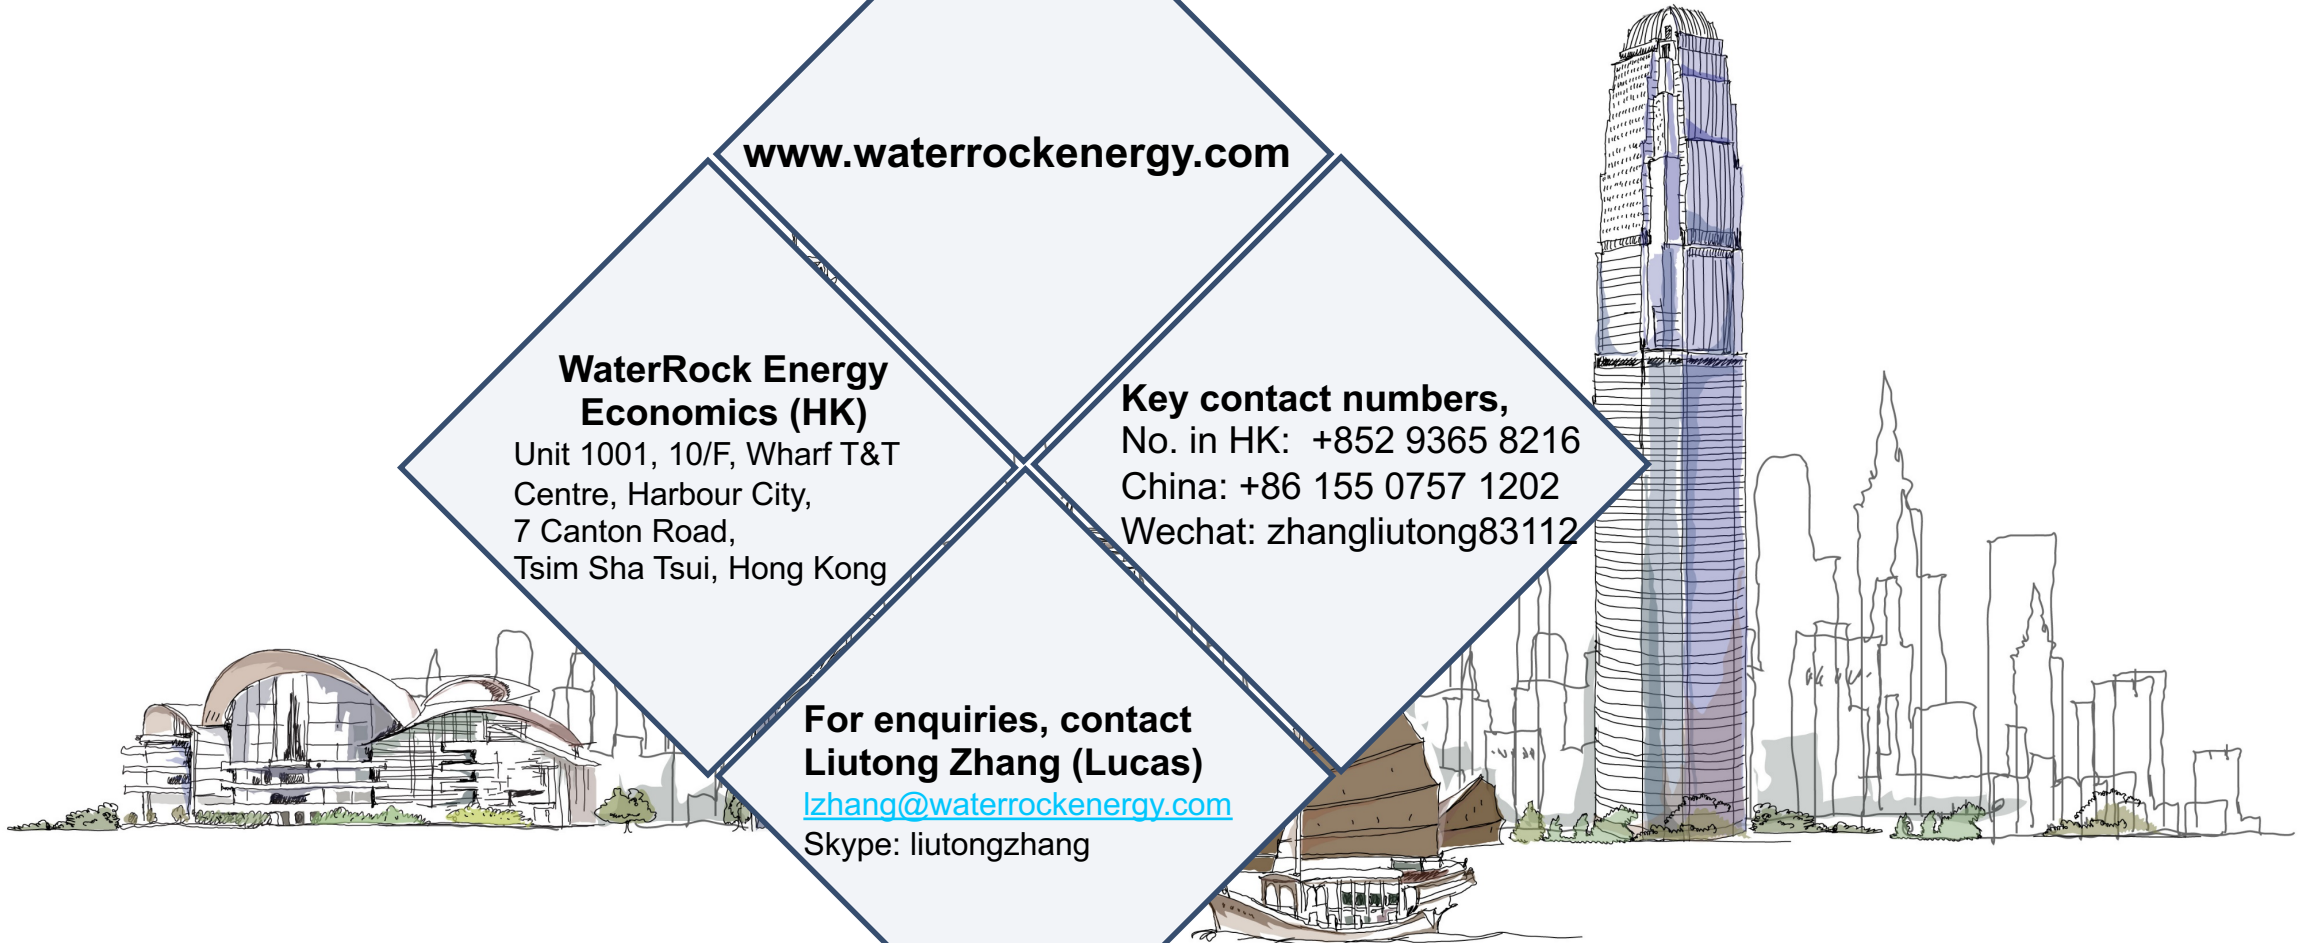 www.waterrockenergy.com
WaterRock Energy
Economics (HK)
Unit 1001, 10/F, Wharf T&T
Centre, Harbour City,
7 Canton Road,
Tsim Sha Tsui, Hong Kong
Key contact numbers,
No. in HK:  +852 9365 8216
China: +86 155 0757 1202
Wechat: zhangliutong83112
For enquiries, contact
Liutong Zhang (Lucas)
lzhang@waterrockenergy.com
Skype: liutongzhang